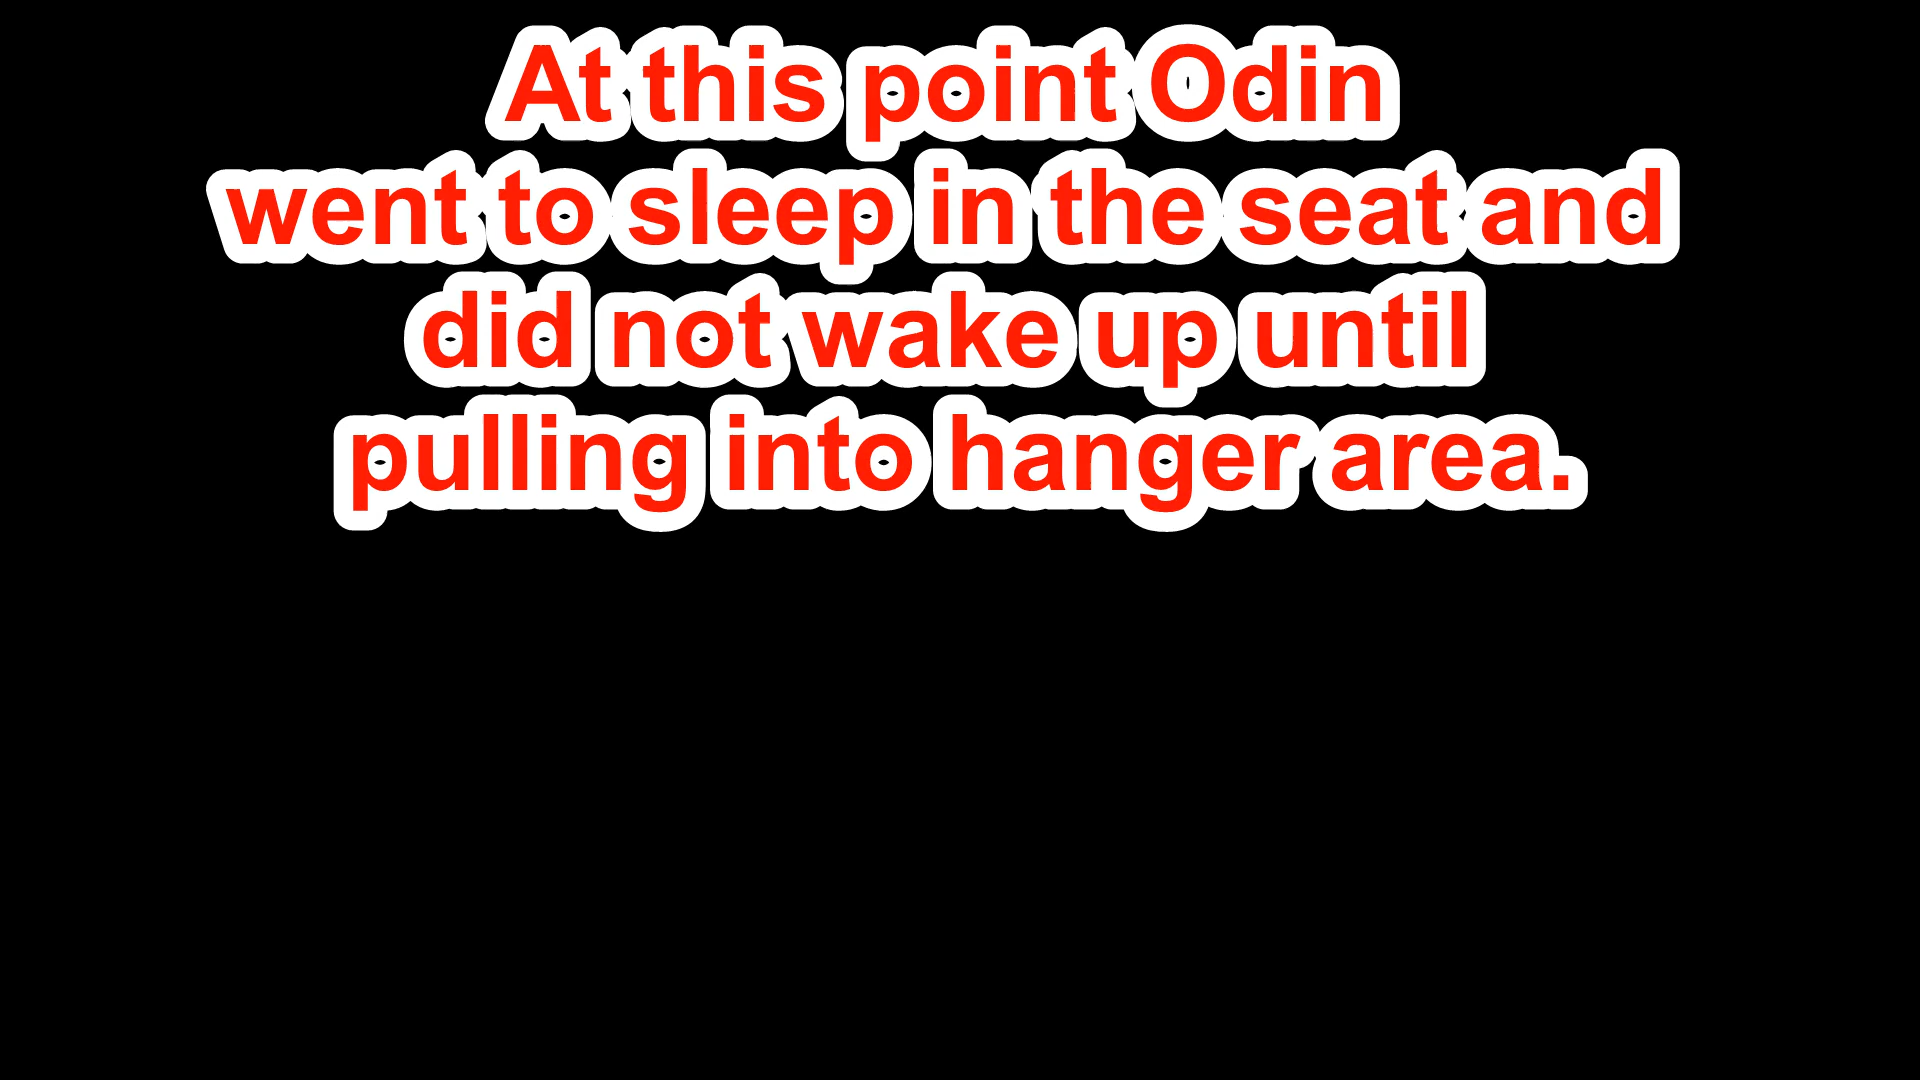 At this point Odin
went to sleep in the seat and
did not wake up until
pulling into hanger area.